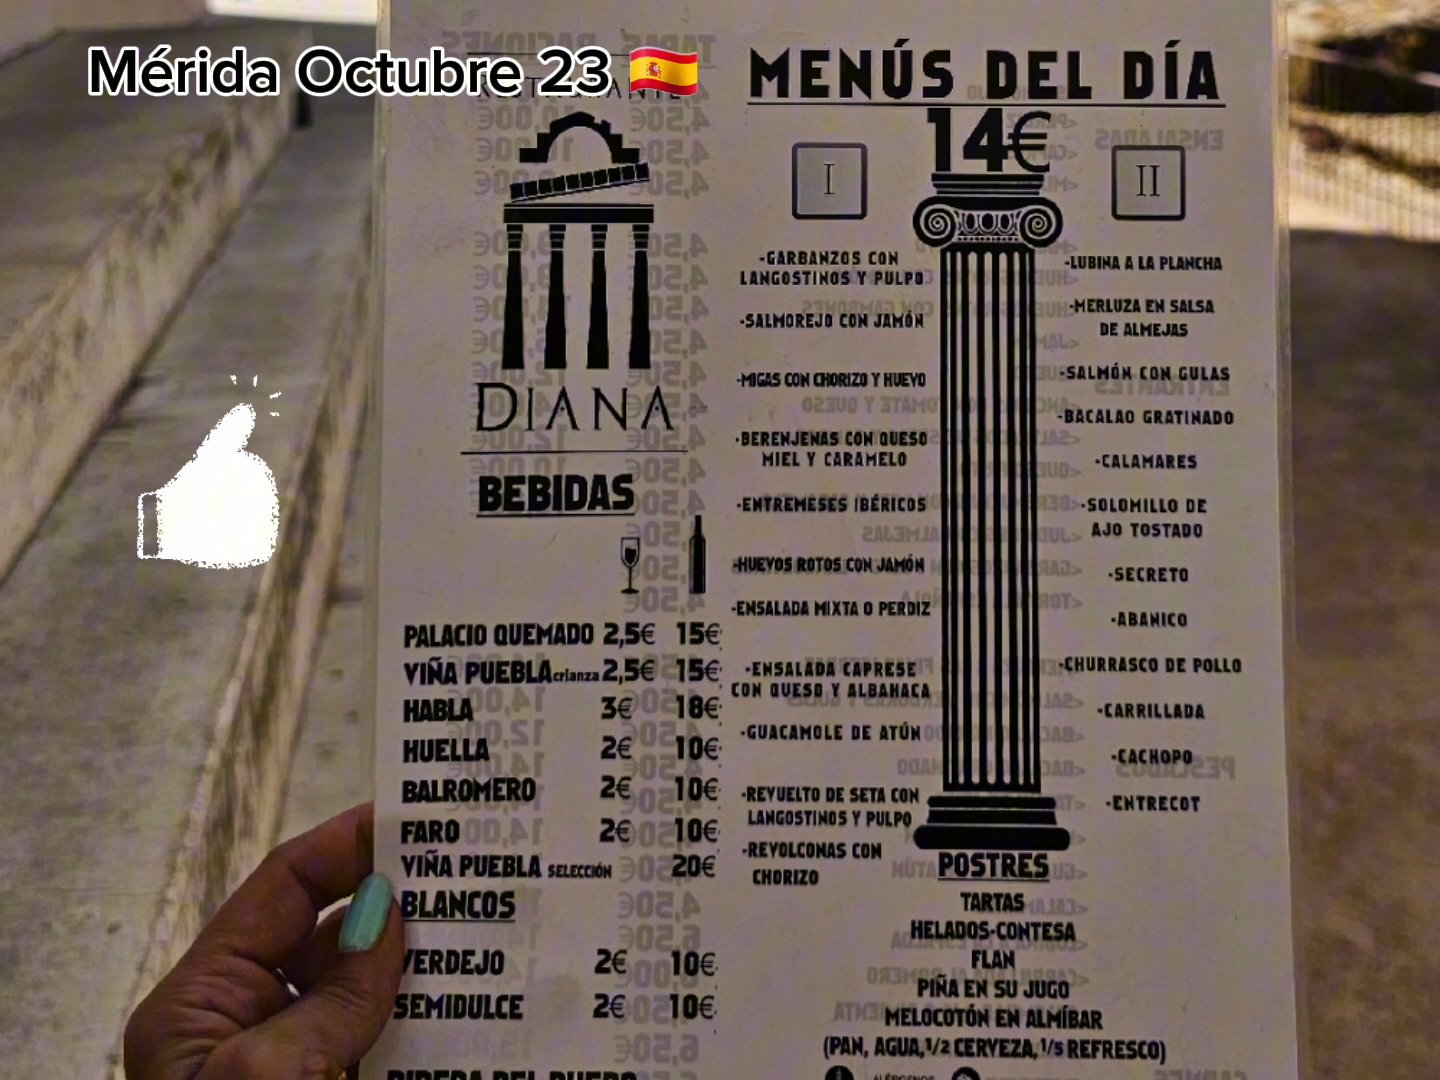 Mérida Octubre 23 🇪🇸
RESTAURANTE
DIANA
BEBIDAS
PALACIO QUEMADO 2,5€ 15€
VIÑA PUEBLA crianza 2,5€ 15€
HABLA 3€ 18€
HUELLA 2€ 10€
BALROMERO 2€ 10€
FARO 2€ 10€
VIÑA PUEBLA SELECCIÓN 20€
BLANCOS
VERDEJO 2€ 10€
SEMIDULCE 2€ 10€
RIBERA DEL DUERO
MENÚS DEL DÍA
14€
I
-GARBANZOS CON
LANGOSTINOS Y PULPO
-SALMOREJO CON JAMÓN
-MIGAS CON CHORIZO Y HUEVO
-BERENJENAS CON QUESO
MIEL Y CARAMELO
-ENTREMESES IBÉRICOS
-HUEVOS ROTOS CON JAMÓN
-ENSALADA MIXTA O PERDIZ
-ENSALADA CAPRESE
CON QUESO Y ALBAHACA
-GUACAMOLE DE ATÚN
-REVUELTO DE SETA CON
LANGOSTINOS Y PULPO
-REVOLCONAS CON
CHORIZO
II
-LUBINA A LA PLANCHA
-MERLUZA EN SALSA
DE ALMEJAS
-SALMÓN CON GULAS
-BACALAO GRATINADO
-CALAMARES
-SOLOMILLO DE
AJO TOSTADO
-SECRETO
-ABANICO
-CHURRASCO DE POLLO
-CARRILLADA
-CACHOPO
-ENTRECOT
POSTRES
TARTAS
HELADOS-CONTESA
FLAN
PIÑA EN SU JUGO
MELOCOTÓN EN ALMÍBAR
(PAN, AGUA,1/2 CERVEZA,1/5 REFRESCO)
ALÉRGENOS